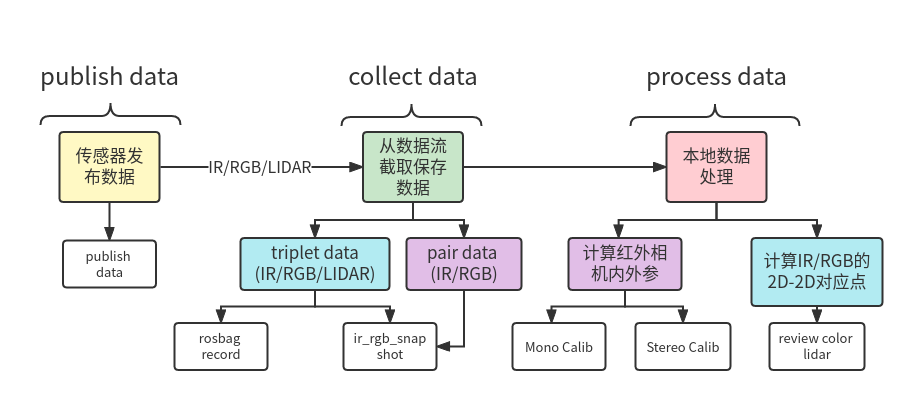 publish data
collect data
process data
传感器发
布数据
IR/RGB/LIDAR
从数据流
截取保存
数据
本地数据
处理
publish
data
triplet data
(IR/RGB/LIDAR)
pair data
(IR/RGB)
计算红外相
机内外参
计算IR/RGB的
2D-2D对应点
rosbag
record
ir_rgb_snap
shot
Mono Calib
Stereo Calib
review color
lidar